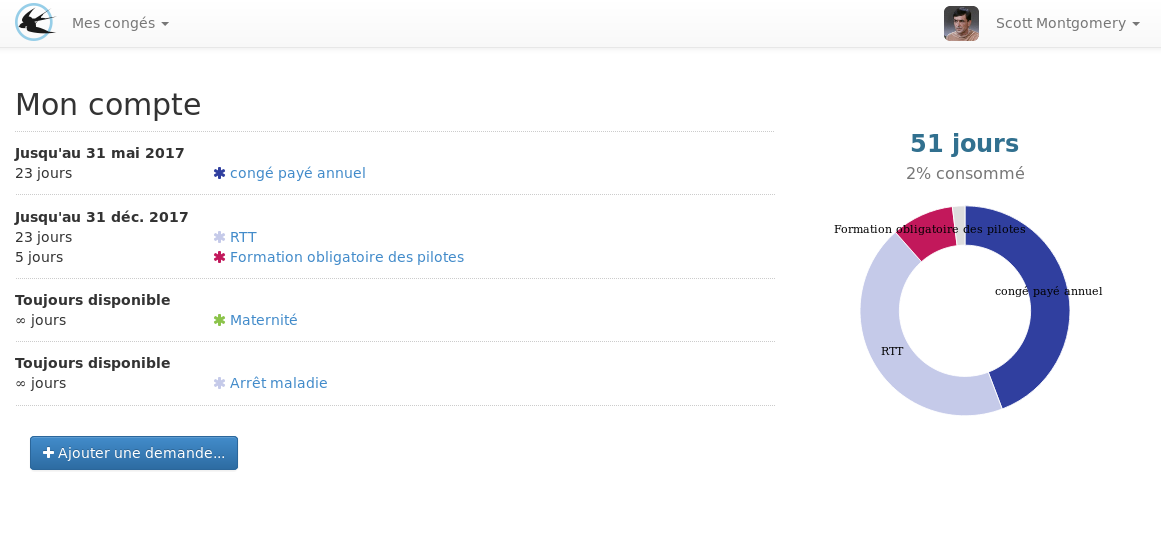 Mes congés
Scott Montgomery
Mon compte
Jusqu'au 31 mai 2017
23 jours congé payé annuel
Jusqu'au 31 déc. 2017
23 jours RTT
5 jours Formation obligatoire des pilotes
Toujours disponible
∞ jours Maternité
Toujours disponible
∞ jours Arrêt maladie
Ajouter une demande...
51 jours
2% consommé
Formation obligatoire des pilotes
congé payé annuel
RTT